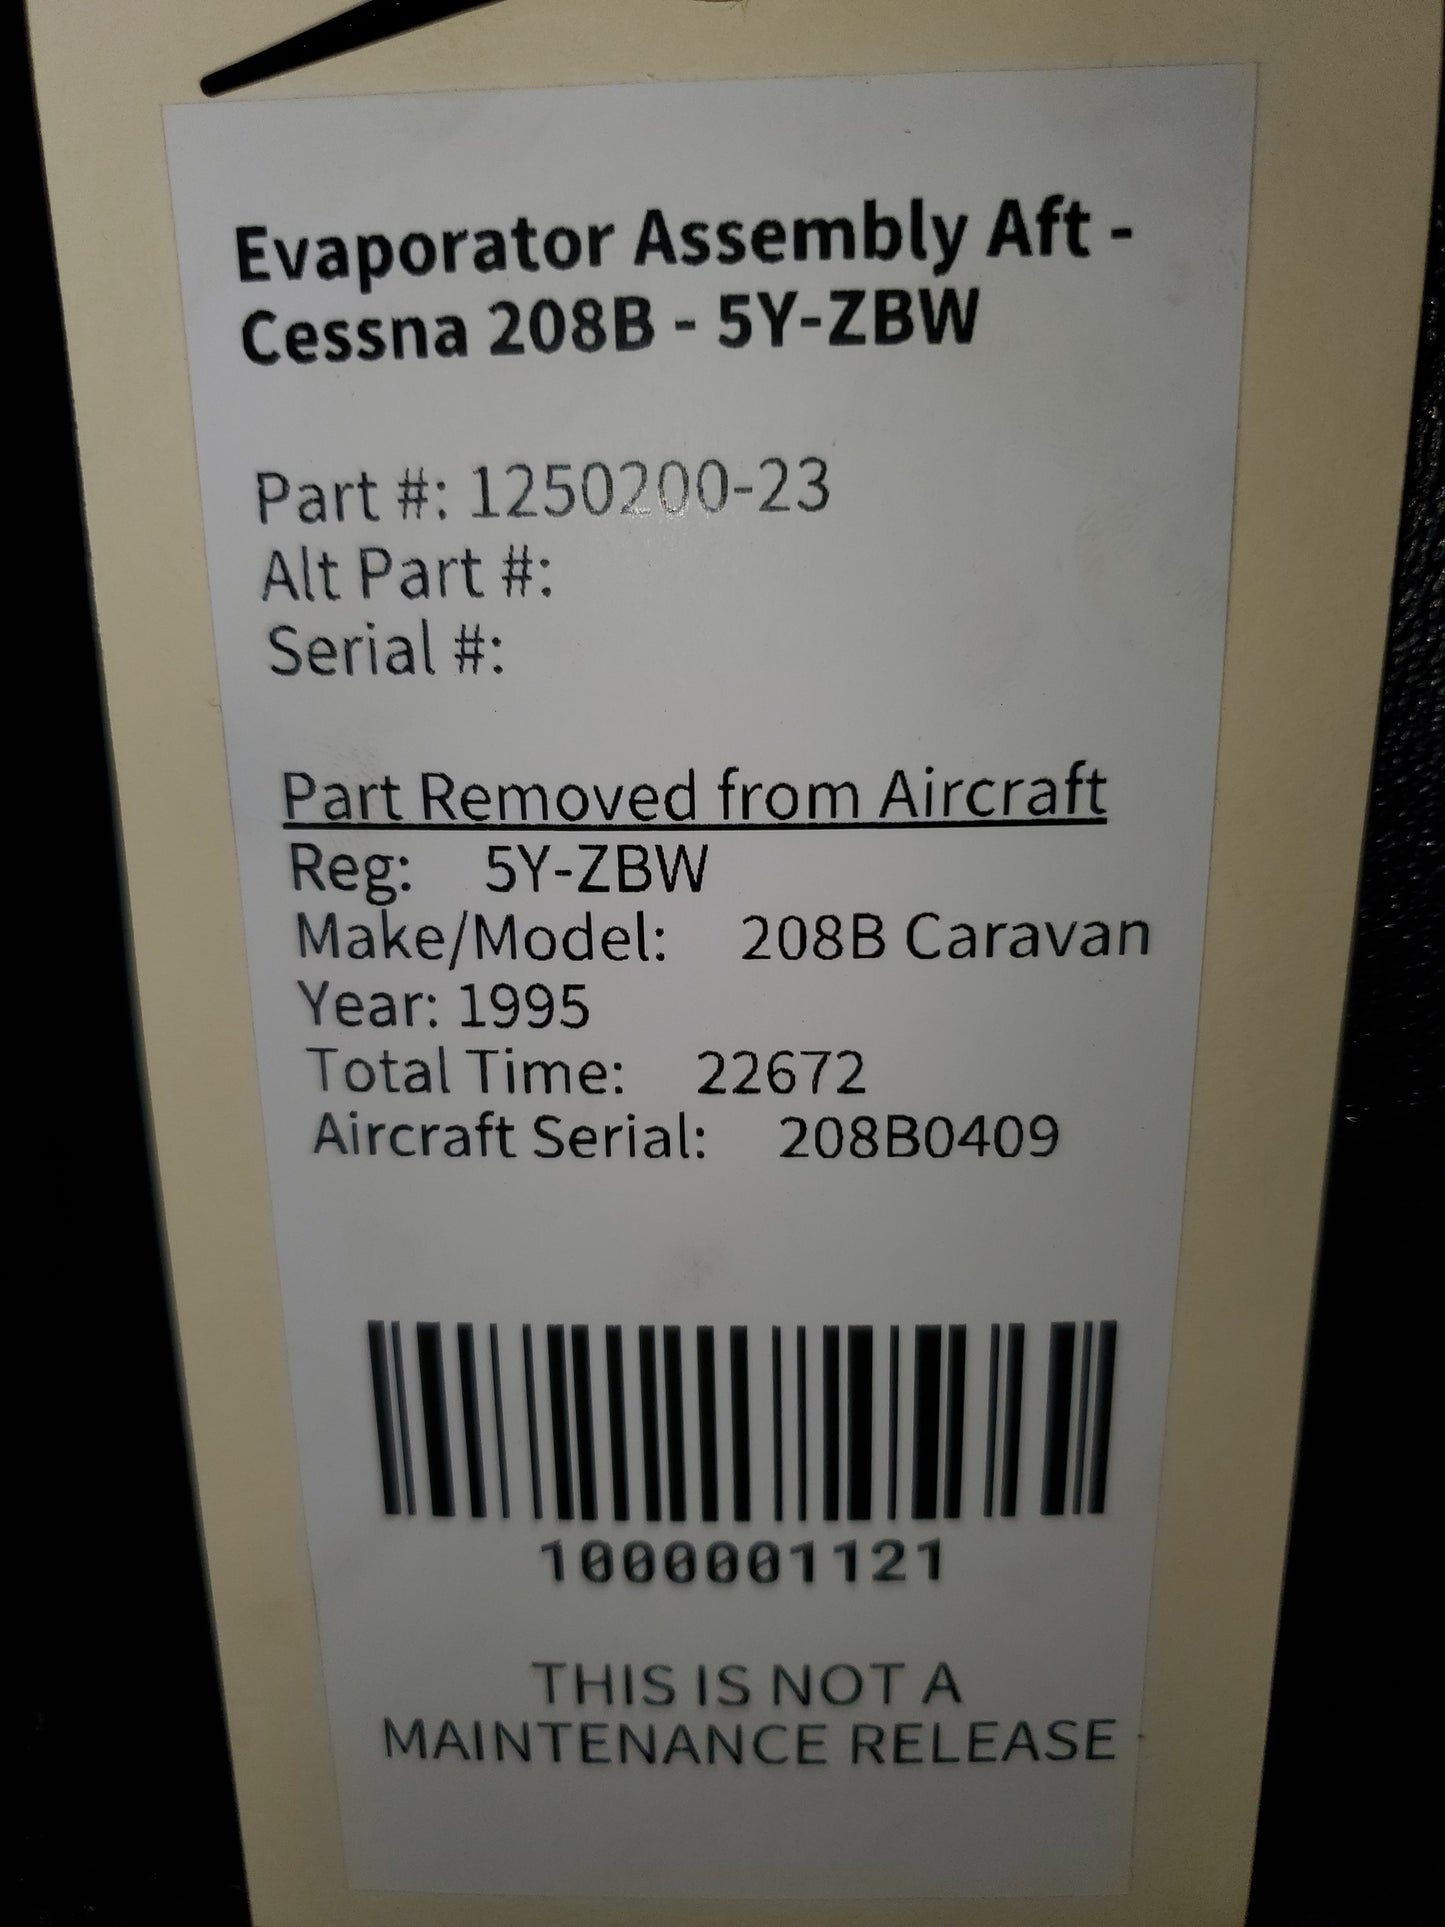 Evaporator Assembly Aft -
Cessna 208B - 5Y-ZBW
Part #: 1250200-23
Alt Part #:
Serial #:
Part Removed from Aircraft
Reg: 5Y-ZBW
Make/Model: 208B Caravan
Year: 1995
Total Time: 22672
Aircraft Serial: 208B0409
1000001121
THIS IS NOT A
MAINTENANCE RELEASE